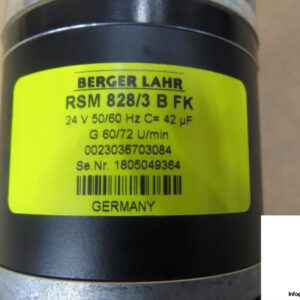 BERGER LAHR
RSM 828/3 B FK
24 V 50/60 Hz C= 42 µF
G 60/72 U/min
0023036703084
Se.Nr. 1805049364
GERMANY